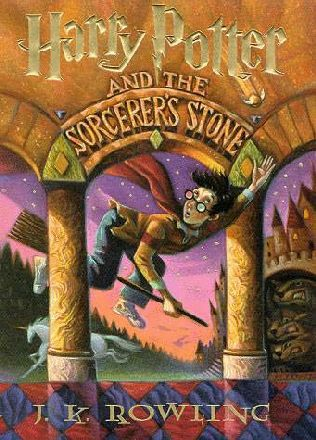 Harry Potter
AND THE
SORCERER'S STONE
J. K. ROWLING